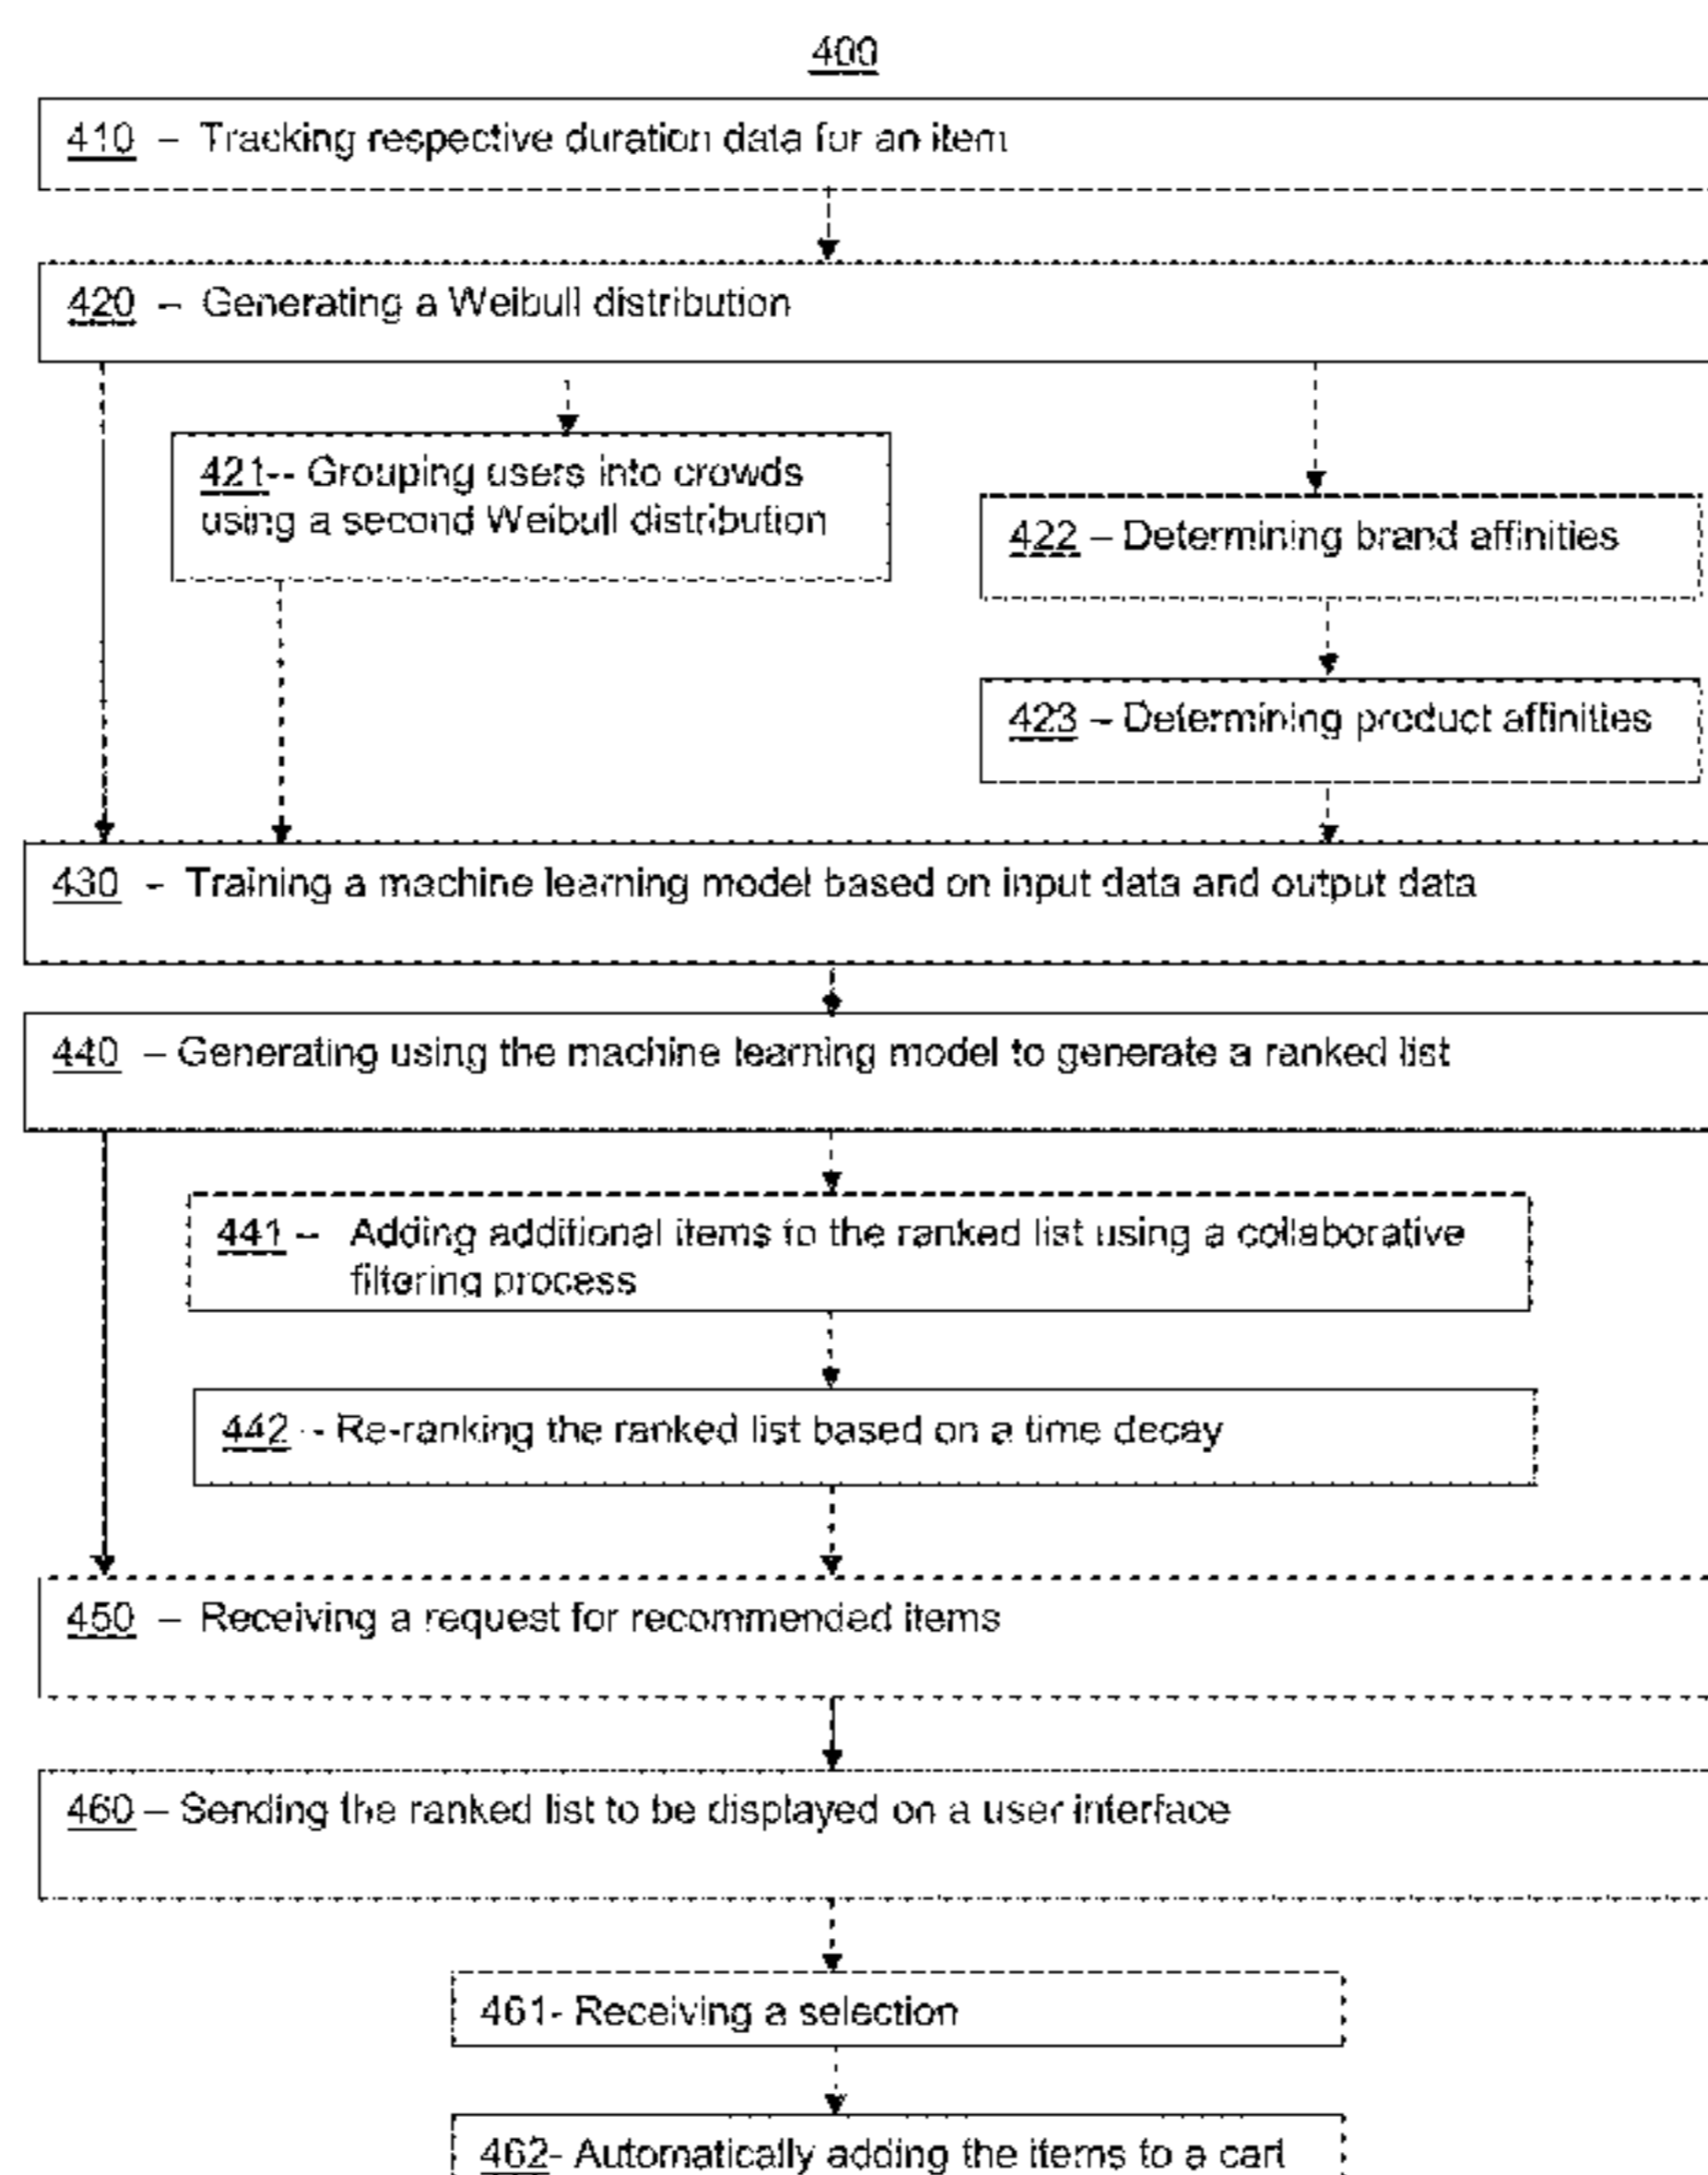 400
410 – Tracking respective duration data for an item
420 – Generating a Weibull distribution
421-- Grouping users into crowds
using a second Weibull distribution
422 – Determining brand affinities
423 – Determining product affinities
430 – Training a machine learning model based on input data and output data
440 – Generating using the machine learning model to generate a ranked list
441 – Adding additional items to the ranked list using a collaborative
filtering process
442 -- Re-ranking the ranked list based on a time decay
450 – Receiving a request for recommended items
460 – Sending the ranked list to be displayed on a user interface
461- Receiving a selection
462- Automatically adding the items to a cart